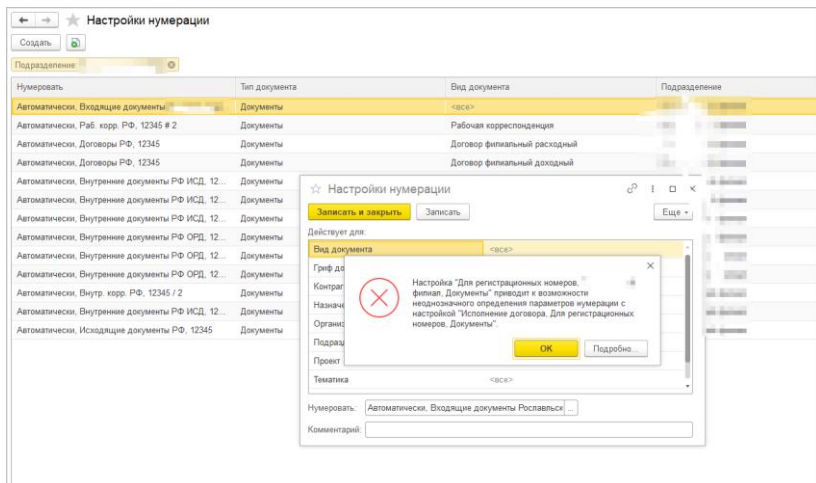 Настройки нумерации
Создать
Подразделение:
Нумеровать Тип документа Вид документа Подразделение
Автоматически, Входящие документы Документы <все>
Автоматически, Раб. корр. РФ, 12345 # 2 Документы Рабочая корреспонденция
Автоматически, Договоры РФ, 12345 Документы Договор филиальный расходный
Автоматически, Договоры РФ, 12345 Документы Договор филиальный доходный
Автоматически, Внутренние документы РФ ИСД, 12... Документы
Автоматически, Внутренние документы РФ ИСД, 12... Документы
Автоматически, Внутренние документы РФ ИСД, 12... Документы
Автоматически, Внутренние документы РФ ОРД, 12... Документы
Автоматически, Внутренние документы РФ ОРД, 12... Документы
Автоматически, Внутренние документы РФ ОРД, 12... Документы
Автоматически, Внутр. корр. РФ, 12345 / 2 Документы
Автоматически, Внутренние документы РФ ИСД, 12... Документы
Автоматически, Исходящие документы РФ, 12345 Документы
Настройки нумерации
Записать и закрыть Записать Еще
Действует для:
Вид документа <все>
Гриф до
Контраг
Назначе
Организ
Подразд
Проект
Тематика <все>
Настройка "Для регистрационных номеров,
филиал, Документы" приводит к возможности
неоднозначного определения параметров нумерации с
настройкой "Исполнение договора, Для регистрационных
номеров, Документы".
ОК Подробно...
Нумеровать: Автоматически, Входящие документы Рославльск ...
Комментарий: